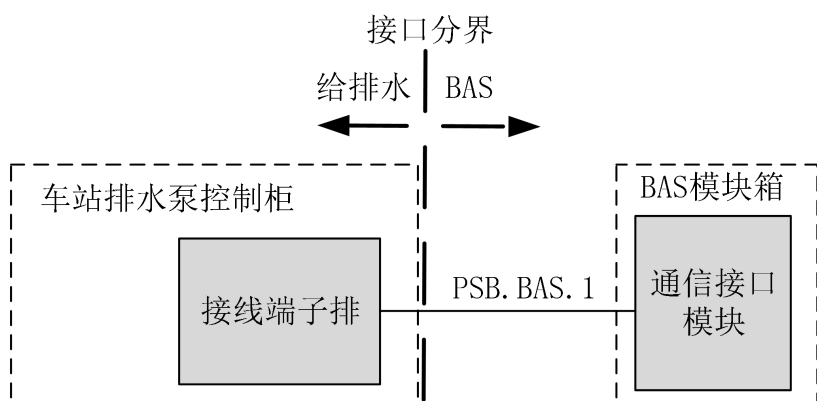 接口分界
给排水 BAS
车站排水泵控制柜
BAS模块箱
接线端子排
PSB.BAS.1
通信接口
模块